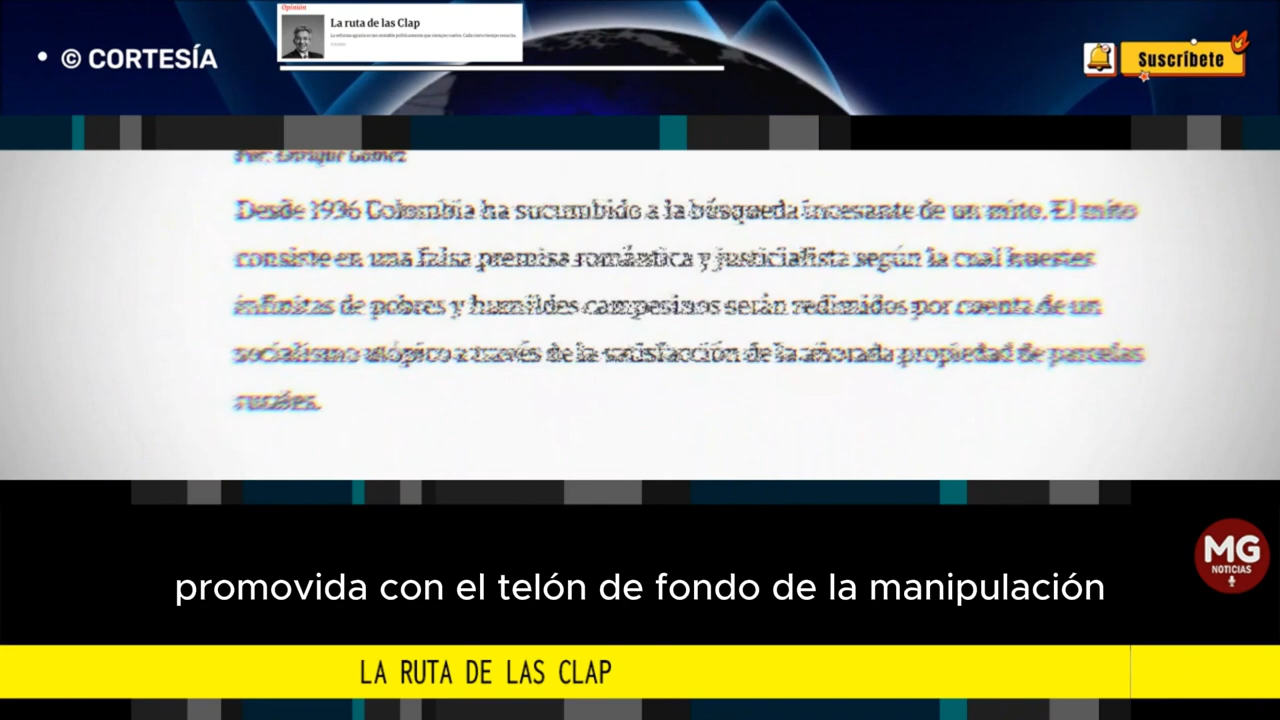 Opinión
La ruta de las Clap
• © CORTESÍA
Suscríbete
Por: Enrique Gómez
Desde 1936 Colombia ha sucumbido a la búsqueda incesante de un mito. El mito
consiste en una falsa premisa romántica y justicialista según la cual huestes
infinitas de pobres y humildes campesinos serán redimidos por cuenta de un
socialismo utópico a través de la satisfacción de la añorada propiedad de parcelas
rurales.
MG
NOTICIAS
promovida con el telón de fondo de la manipulación
LA RUTA DE LAS CLAP